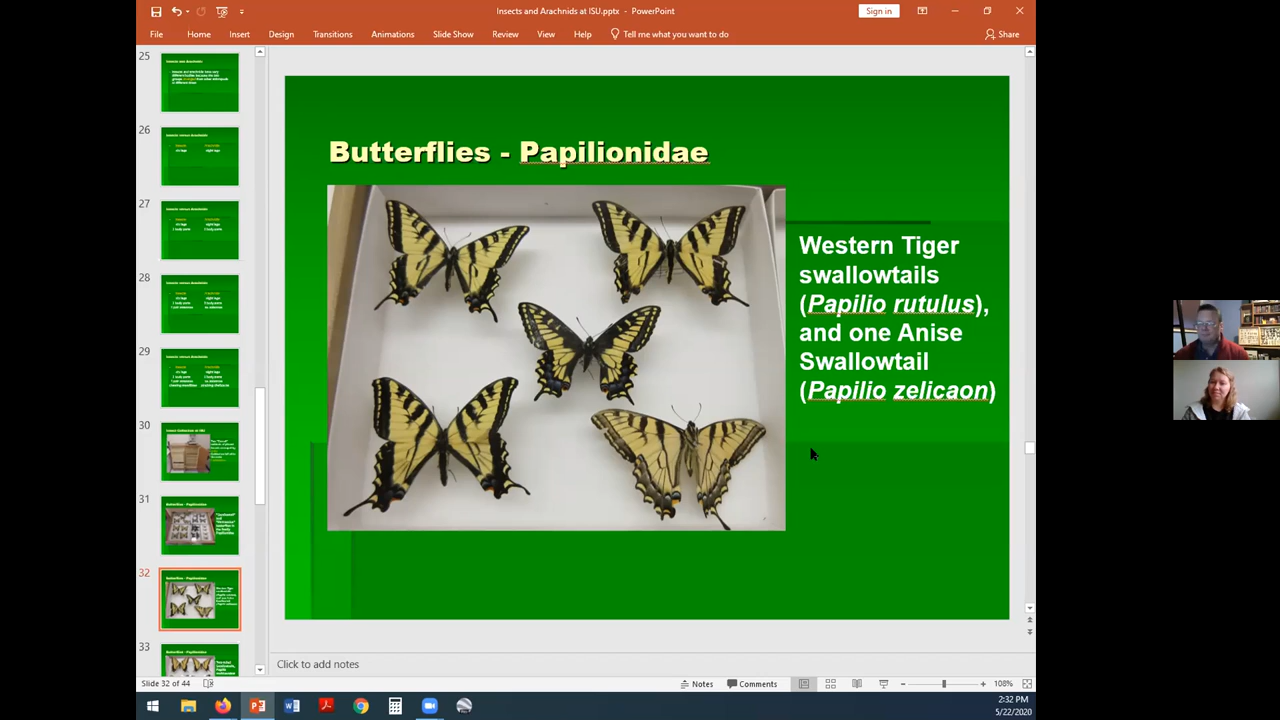 Insects and Arachnids at ISU.pptx - PowerPoint
Sign in
File Home Insert Design Transitions Animations Slide Show Review View Help Tell me what you want to do Share
25
26
27
28
29
30
31
32
33
Butterflies - Papilionidae
Western Tiger
swallowtails
(Papilio rutulus),
and one Anise
Swallowtail
(Papilio zelicaon)
Click to add notes
Slide 32 of 44 Notes Comments 108%
2:32 PM
5/22/2020